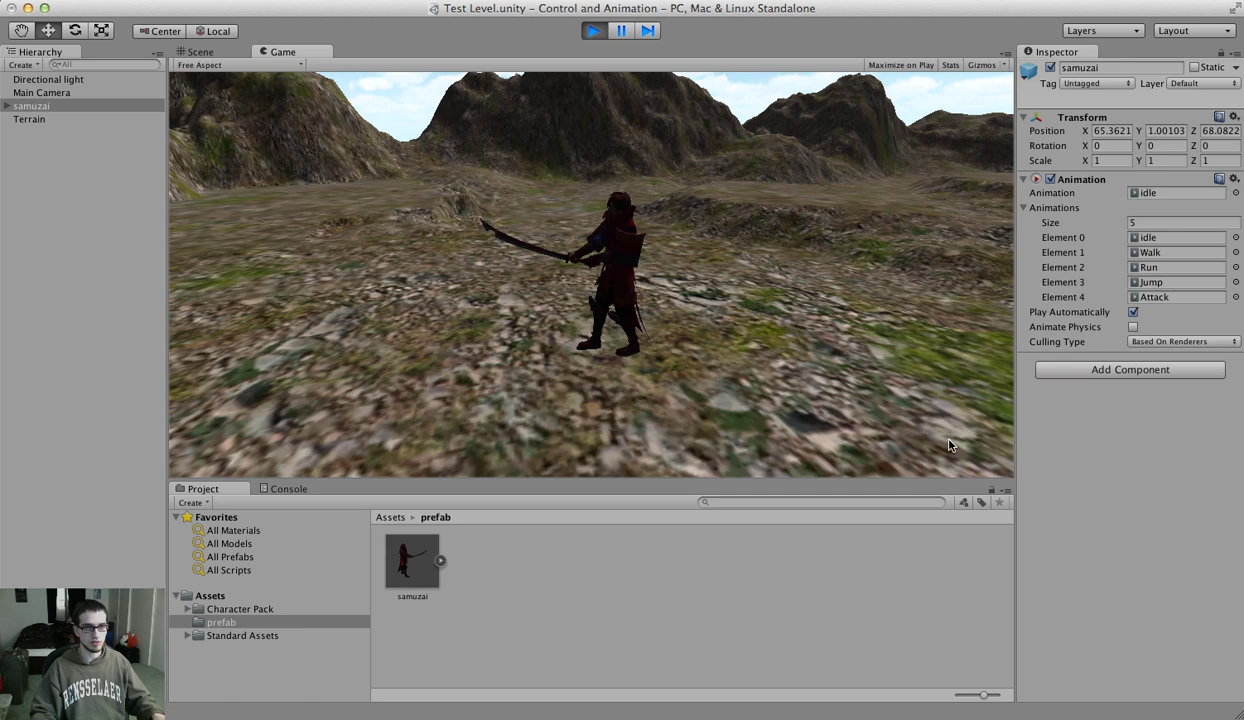 Test Level.unity - Control and Animation - PC, Mac & Linux Standalone
Center Local
Layers Layout
Hierarchy
Create All
Directional light
Main Camera
samuzai
Terrain
Scene Game
Free Aspect
Maximize on Play Stats Gizmos
Inspector
samuzai Static
Tag Untagged Layer Default
Transform
Position X 65.3621 Y 1.00103 Z 68.0822
Rotation X 0 Y 0 Z 0
Scale X 1 Y 1 Z 1
Animation
Animation idle
Animations
Size 5
Element 0 idle
Element 1 Walk
Element 2 Run
Element 3 Jump
Element 4 Attack
Play Automatically
Animate Physics
Culling Type Based On Renderers
Add Component
Project Console
Create
Favorites
All Materials
All Models
All Prefabs
All Scripts
Assets
Character Pack
prefab
Standard Assets
Assets prefab
samuzai
RENSSELAER